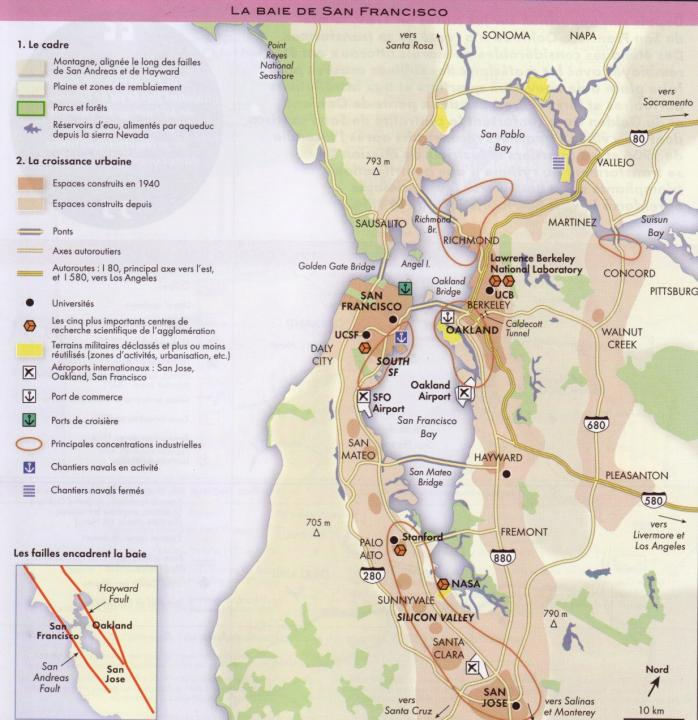 LA BAIE DE SAN FRANCISCO
1. Le cadre
Montagne, alignée le long des failles
de San Andreas et de Hayward
Plaine et zones de remblaiement
Parcs et forêts
Réservoirs d'eau, alimentés par aqueduc
depuis la sierra Nevada
2. La croissance urbaine
Espaces construits en 1940
Espaces construits depuis
Ponts
Axes autoroutiers
Autoroutes : I 80, principal axe vers l'est,
et I 580, vers Los Angeles
Universités
Les cinq plus importants centres de
recherche scientifique de l'agglomération
Terrains militaires déclassés et plus ou moins
réutilisés (zones d'activités, urbanisation, etc.)
Aéroports internationaux : San Jose,
Oakland, San Francisco
Port de commerce
Ports de croisière
Principales concentrations industrielles
Chantiers navals en activité
Chantiers navals fermés
Les failles encadrent la baie
Hayward
Fault
San
Francisco
Oakland
San
Andreas
Fault
San
Jose
Point
Reyes
National
Seashore
vers
Santa Rosa
SONOMA
NAPA
vers
Sacramento
80
San Pablo
Bay
VALLEJO
793 m
SAUSALITO
Richmond
Br.
RICHMOND
MARTINEZ
Suisun
Bay
Golden Gate Bridge
Angel I.
Lawrence Berkeley
National Laboratory
CONCORD
PITTSBURG
Oakland
Bridge
UCB
BERKELEY
SAN
FRANCISCO
OAKLAND
Caldecott
Tunnel
WALNUT
CREEK
UCSF
DALY
CITY
SOUTH
SF
SFO
Airport
Oakland
Airport
San Francisco
Bay
680
SAN
MATEO
HAYWARD
San Mateo
Bridge
PLEASANTON
580
vers
Livermore et
Los Angeles
705 m
PALO
ALTO
Stanford
FREMONT
880
280
NASA
SUNNYVALE
SILICON VALLEY
790 m
SANTA
CLARA
SAN
JOSE
vers
Santa Cruz
vers Salinas
et Monterey
Nord
10 km